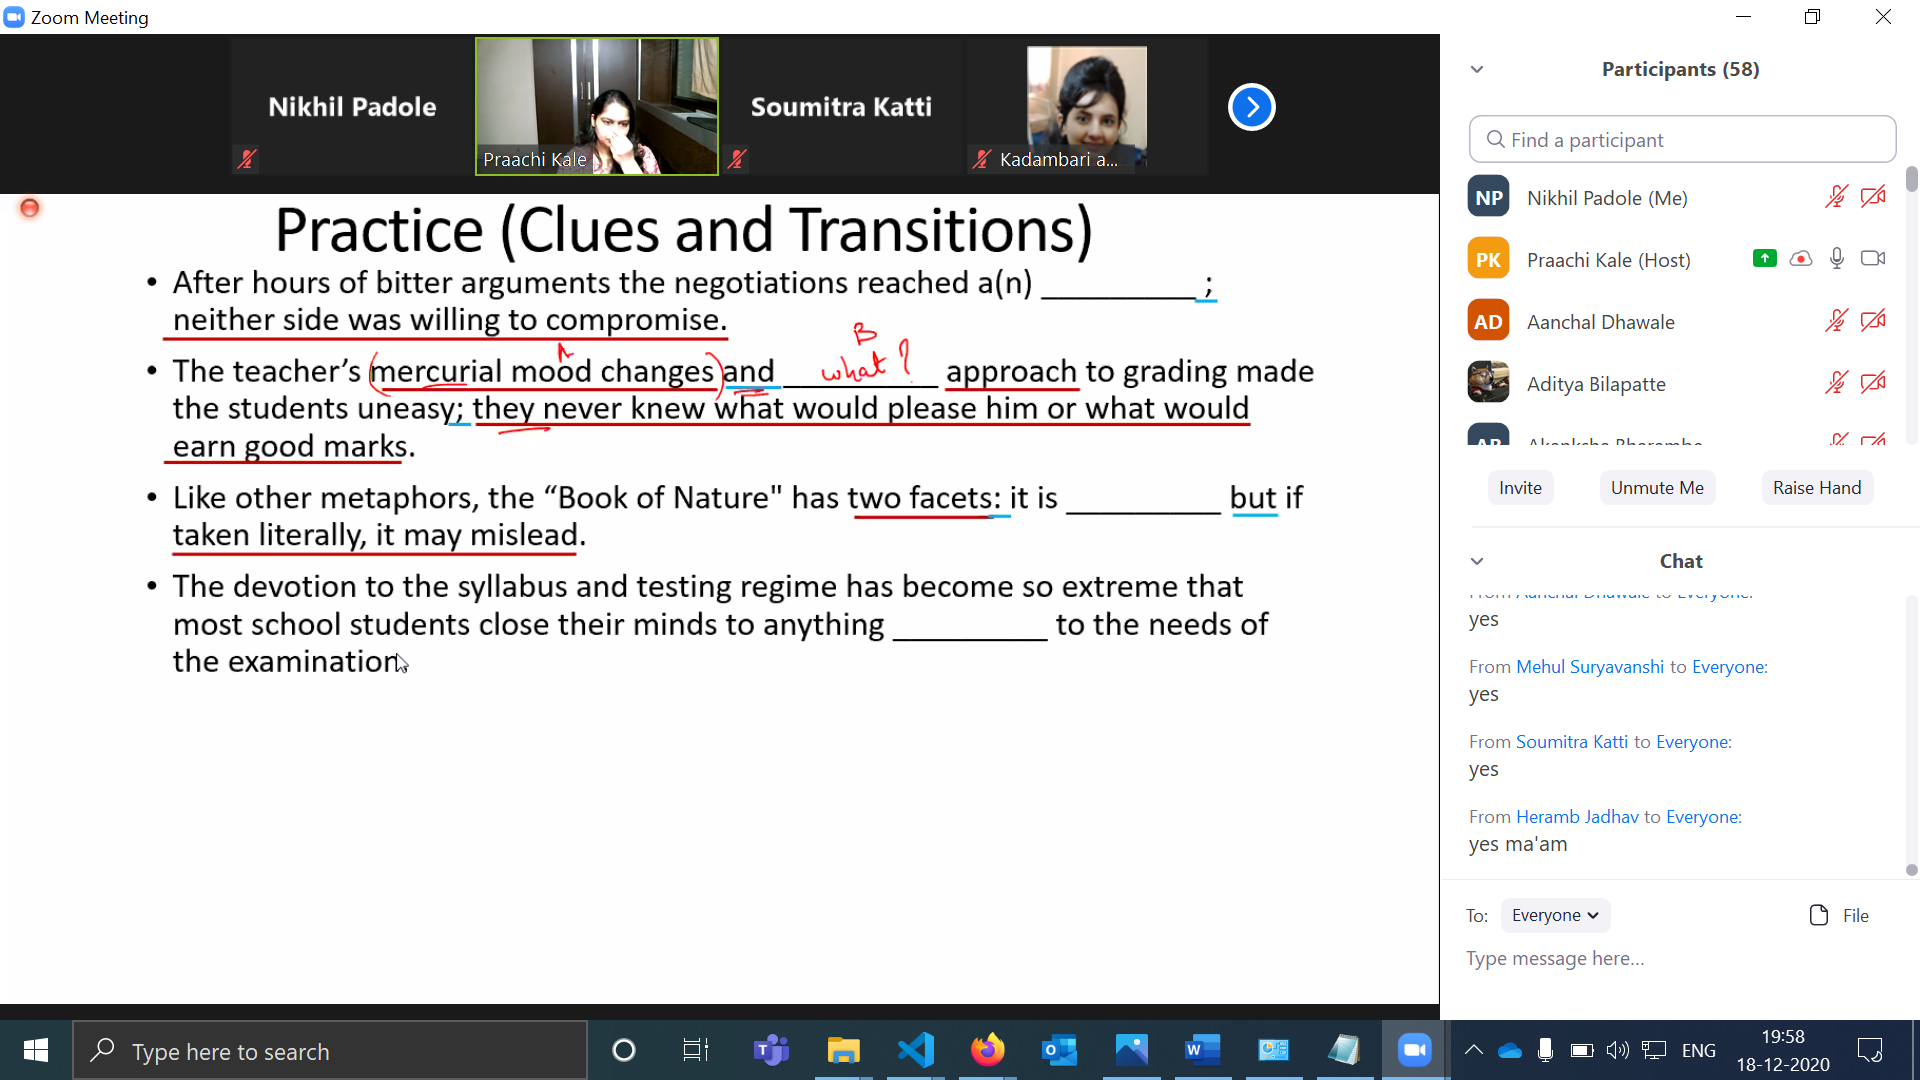 Zoom Meeting
Nikhil Padole
Praachi Kale
Soumitra Katti
Kadambari a...
Practice (Clues and Transitions)
• After hours of bitter arguments the negotiations reached a(n) __________ ;
neither side was willing to compromise.
B
what?
A
• The teacher's (mercurial mood changes) and __________ approach to grading made
the students uneasy; they never knew what would please him or what would
earn good marks.
• Like other metaphors, the “Book of Nature" has two facets: it is __________ but if
taken literally, it may mislead.
• The devotion to the syllabus and testing regime has become so extreme that
most school students close their minds to anything __________ to the needs of
the examination
Participants (58)
Find a participant
NP Nikhil Padole (Me)
PK Praachi Kale (Host)
AD Aanchal Dhawale
Aditya Bilapatte
Invite Unmute Me Raise Hand
Chat
From Aanchal Dhawale to Everyone:
yes
From Mehul Suryavanshi to Everyone:
yes
From Soumitra Katti to Everyone:
yes
From Heramb Jadhav to Everyone:
yes ma'am
To: Everyone File
Type message here...
Type here to search
ENG
19:58
18-12-2020